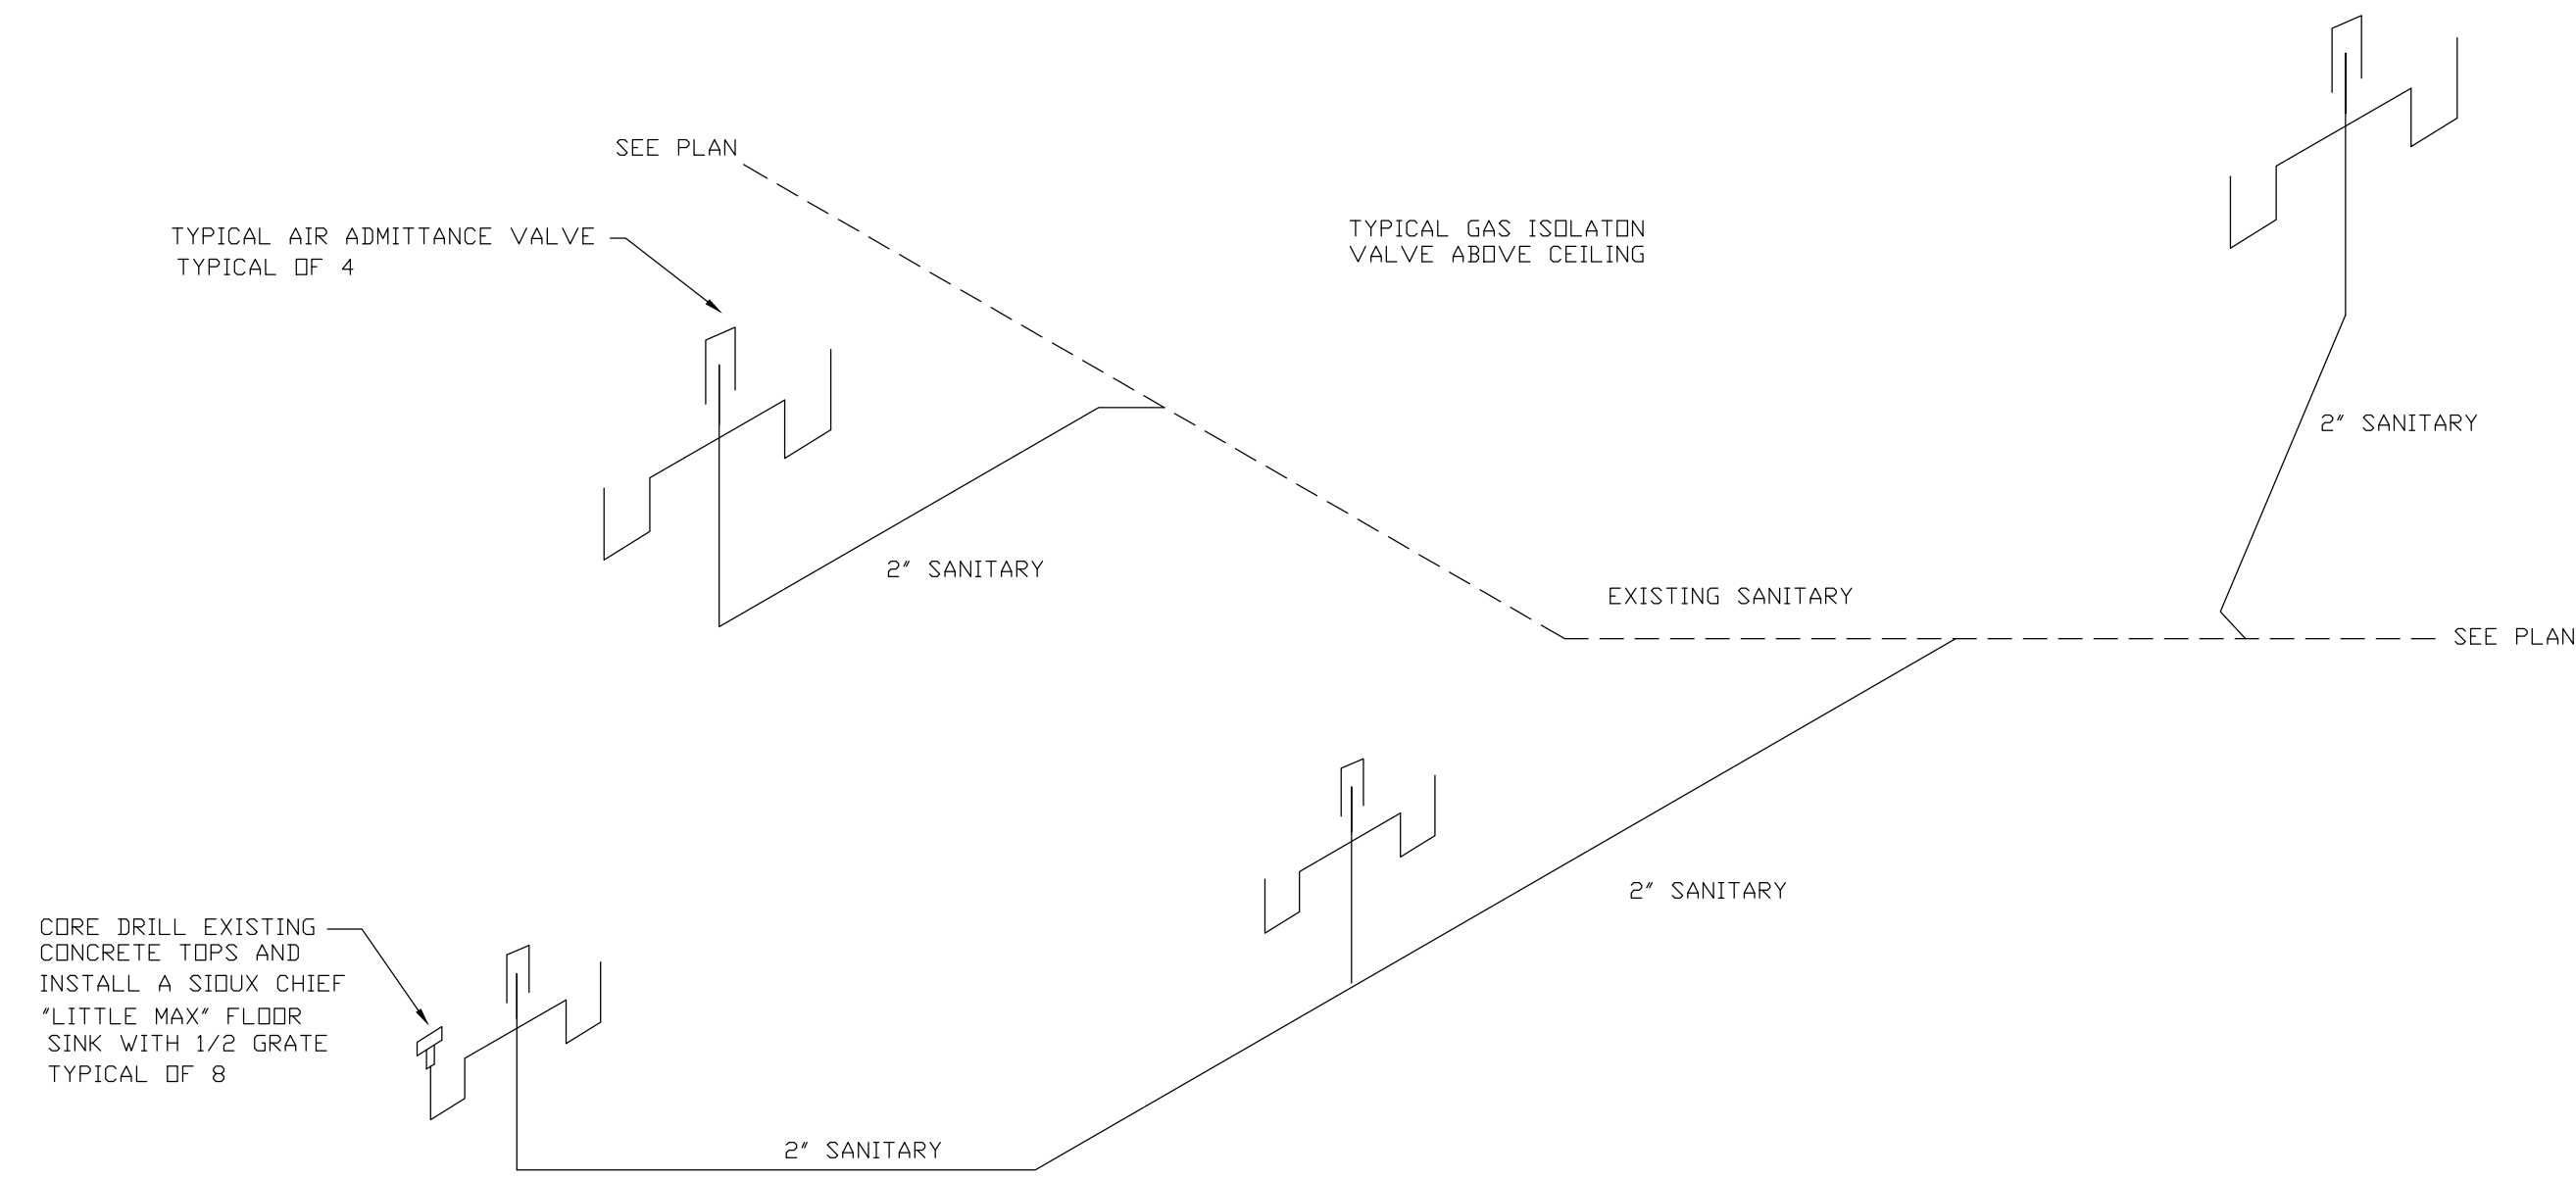 SEE PLAN
TYPICAL AIR ADMITTANCE VALVE
TYPICAL OF 4
TYPICAL GAS ISOLATON
VALVE ABOVE CEILING
2" SANITARY
2" SANITARY
EXISTING SANITARY
SEE PLAN
2" SANITARY
CORE DRILL EXISTING
CONCRETE TOPS AND
INSTALL A SIOUX CHIEF
"LITTLE MAX" FLOOR
SINK WITH 1/2 GRATE
TYPICAL OF 8
2" SANITARY